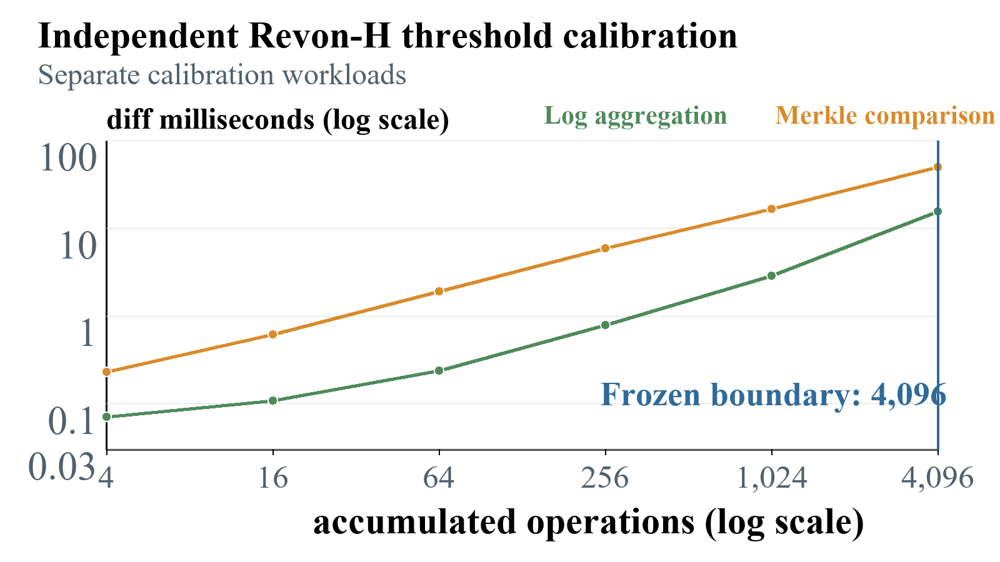 Independent Revon-H threshold calibration
Separate calibration workloads
diff milliseconds (log scale)
Log aggregation
Merkle comparison
100
10
1
0.1
0.03
Frozen boundary: 4,096
4 16 64 256 1,024 4,096
accumulated operations (log scale)